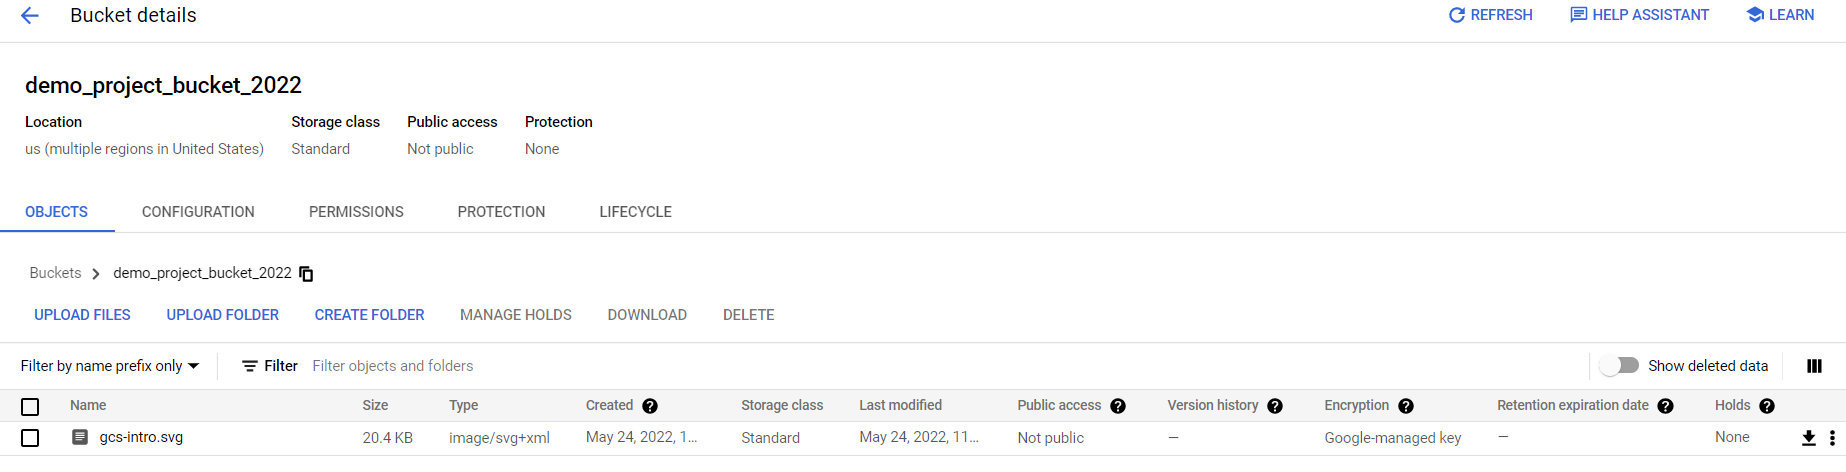 Bucket details REFRESH HELP ASSISTANT LEARN
demo_project_bucket_2022
Location Storage class Public access Protection
us (multiple regions in United States) Standard Not public None
OBJECTS CONFIGURATION PERMISSIONS PROTECTION LIFECYCLE
Buckets > demo_project_bucket_2022
UPLOAD FILES UPLOAD FOLDER CREATE FOLDER MANAGE HOLDS DOWNLOAD DELETE
Filter by name prefix only Filter Filter objects and folders Show deleted data
Name Size Type Created ? Storage class Last modified Public access ? Version history ? Encryption ? Retention expiration date ? Holds ?
gcs-intro.svg 20.4 KB image/svg+xml May 24, 2022, 1... Standard May 24, 2022, 11... Not public — Google-managed key — None